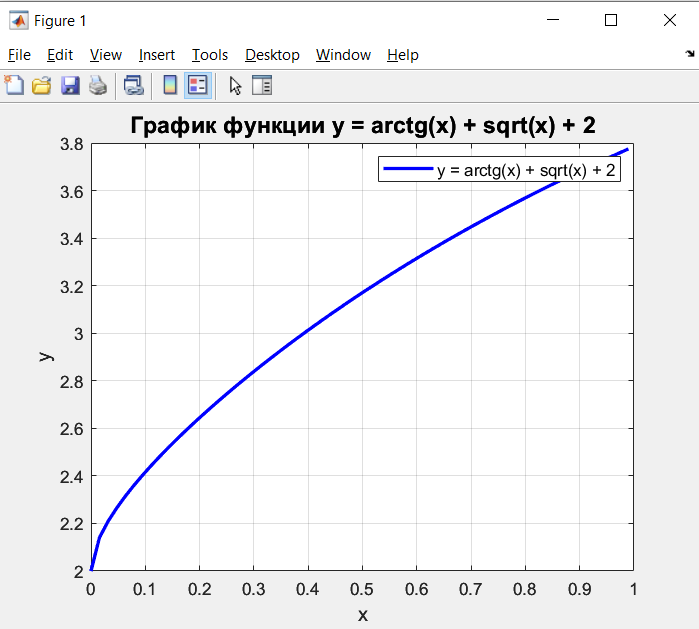 Figure 1
File Edit View Insert Tools Desktop Window Help
График функции y = arctg(x) + sqrt(x) + 2
y = arctg(x) + sqrt(x) + 2
3.8
3.6
3.4
3.2
3
2.8
2.6
2.4
2.2
2
y
0 0.1 0.2 0.3 0.4 0.5 0.6 0.7 0.8 0.9 1
x